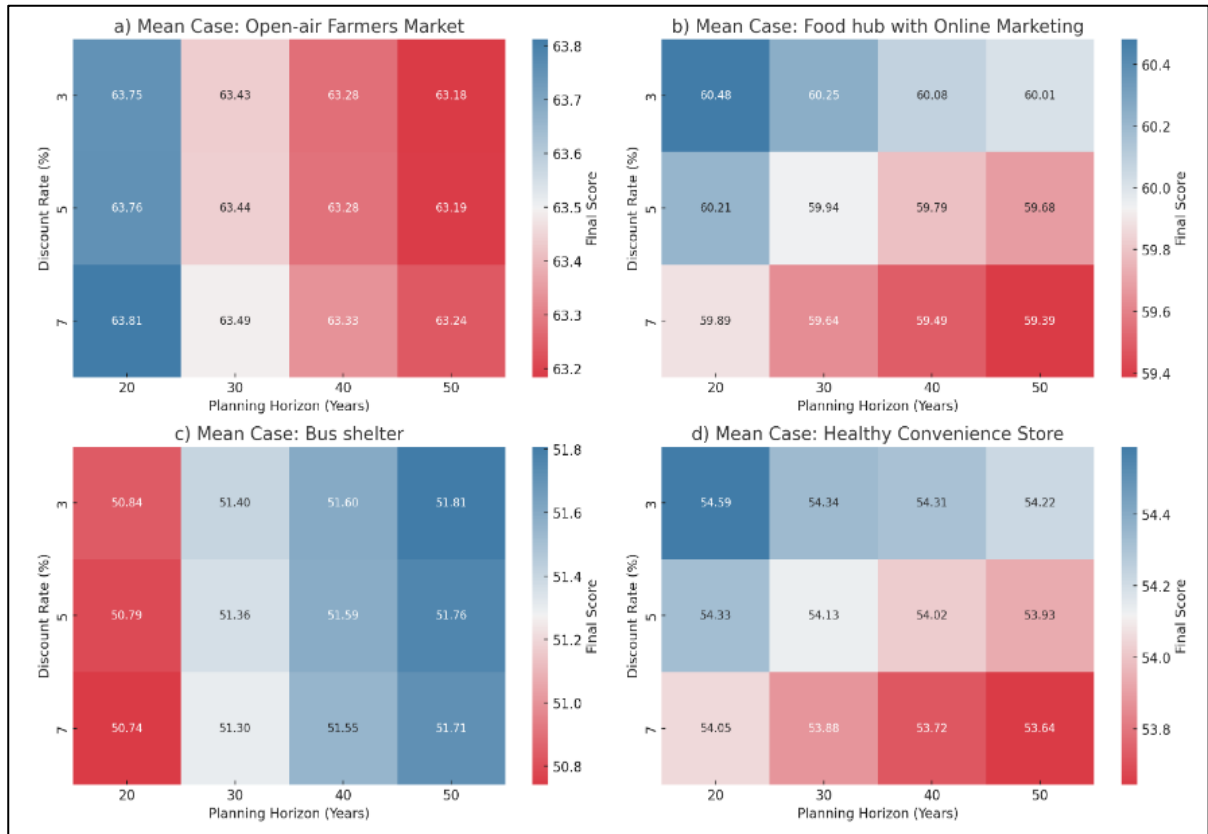 a) Mean Case: Open-air Farmers Market
Discount Rate (%)
3
63.75 63.43 63.28 63.18
5
63.76 63.44 63.28 63.19
7
63.81 63.49 63.33 63.24
20 30 40 50
Planning Horizon (Years)
63.8
63.7
63.6
63.5
63.4
63.3
63.2
Final Score
b) Mean Case: Food hub with Online Marketing
Discount Rate (%)
3
60.48 60.25 60.08 60.01
5
60.21 59.94 59.79 59.68
7
59.89 59.64 59.49 59.39
20 30 40 50
Planning Horizon (Years)
60.4
60.2
60.0
59.8
59.6
59.4
Final Score
c) Mean Case: Bus shelter
Discount Rate (%)
3
50.84 51.40 51.60 51.81
5
50.79 51.36 51.59 51.76
7
50.74 51.30 51.55 51.71
20 30 40 50
Planning Horizon (Years)
51.8
51.6
51.4
51.2
51.0
50.8
Final Score
d) Mean Case: Healthy Convenience Store
Discount Rate (%)
3
54.59 54.34 54.31 54.22
5
54.33 54.13 54.02 53.93
7
54.05 53.88 53.72 53.64
20 30 40 50
Planning Horizon (Years)
54.4
54.2
54.0
53.8
Final Score